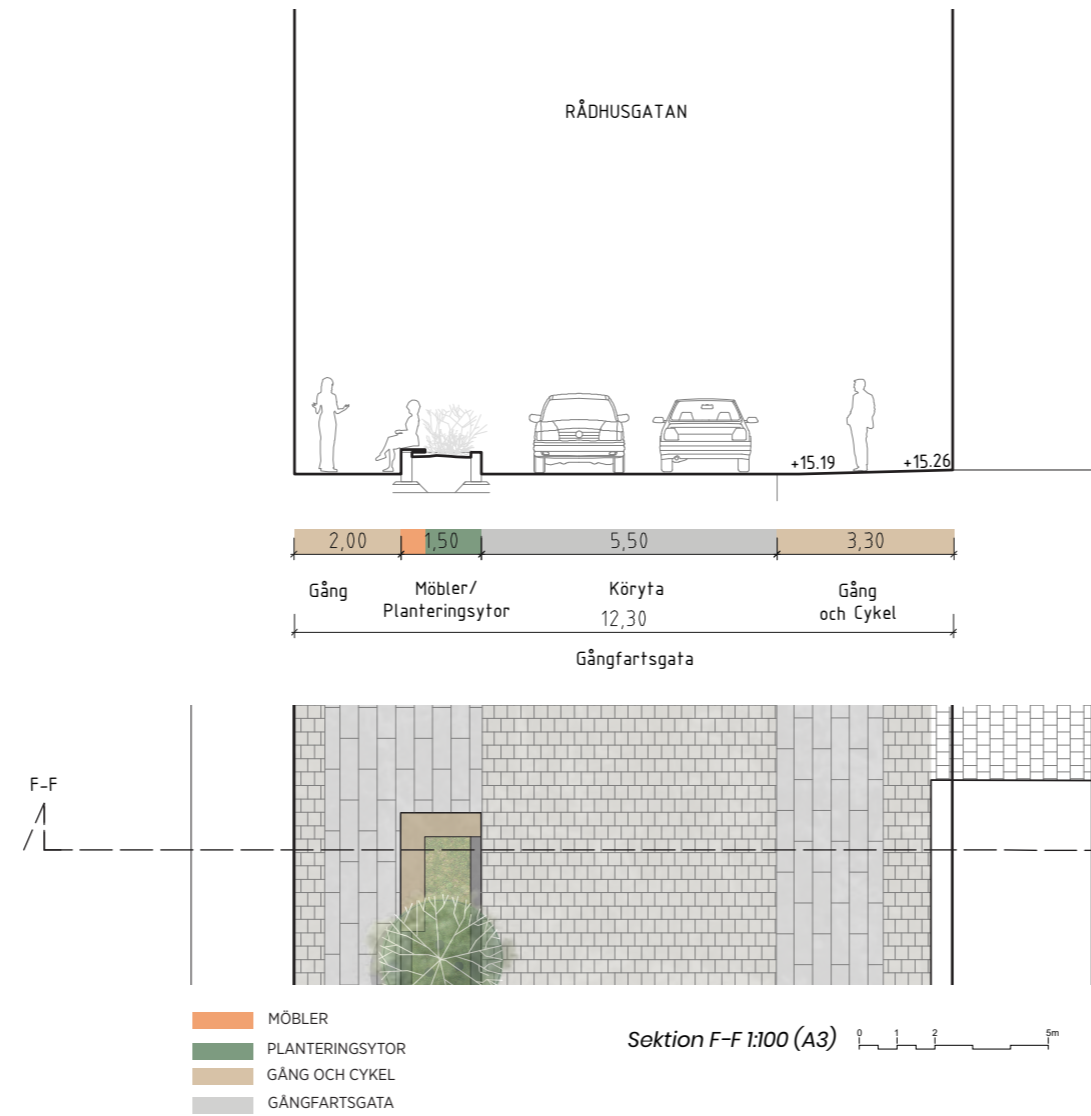 RÅDHUSGATAN
+15.19 +15.26
2,00 1,50 5,50 3,30
Gång
Möbler/
Planteringsytor
Köryta
Gång
och Cykel
12,30
Gångfartsgata
F-F
MÖBLER
PLANTERINGSYTOR
GÅNG OCH CYKEL
GÅNGFARTSGATA
Sektion F-F 1:100 (A3)
0 1 2 5m